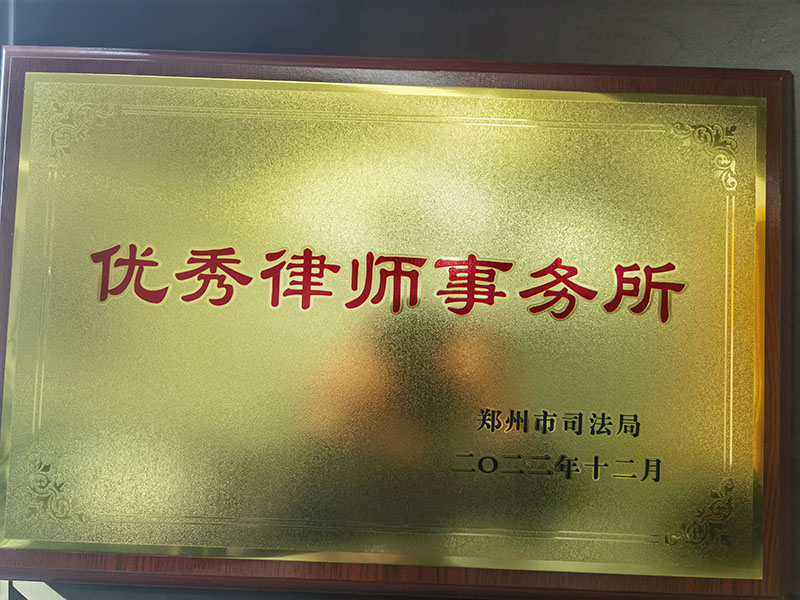 优秀律师事务所
郑州市司法局
二〇二二年十二月